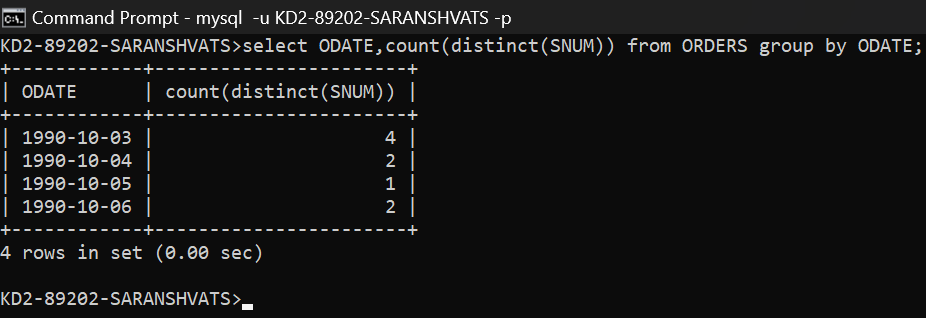 Command Prompt - mysql  -u KD2-89202-SARANSHVATS -p
KD2-89202-SARANSHVATS>select ODATE,count(distinct(SNUM)) from ORDERS group by ODATE;
+------------+-----------------------+
| ODATE      | count(distinct(SNUM)) |
+------------+-----------------------+
| 1990-10-03 |                     4 |
| 1990-10-04 |                     2 |
| 1990-10-05 |                     1 |
| 1990-10-06 |                     2 |
+------------+-----------------------+
4 rows in set (0.00 sec)

KD2-89202-SARANSHVATS>